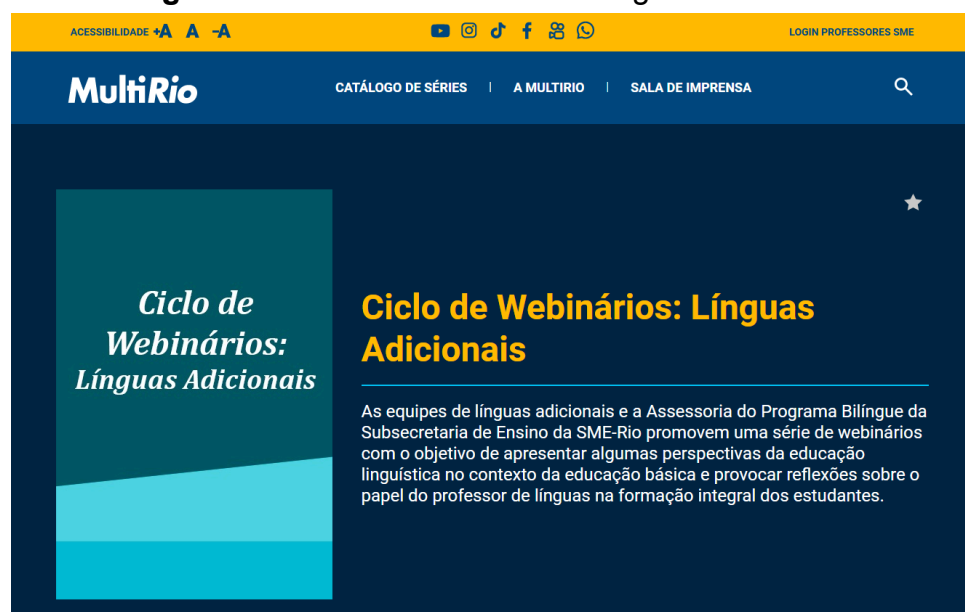 ACESSIBILIDADE +A A -A
LOGIN PROFESSORES SME
MultiRio
CATÁLOGO DE SÉRIES | A MULTIRIO | SALA DE IMPRENSA
Ciclo de
Webinários:
Línguas Adicionais
Ciclo de Webinários: Línguas
Adicionais
As equipes de línguas adicionais e a Assessoria do Programa Bilíngue da
Subsecretaria de Ensino da SME-Rio promovem uma série de webinários
com o objetivo de apresentar algumas perspectivas da educação
linguística no contexto da educação básica e provocar reflexões sobre o
papel do professor de línguas na formação integral dos estudantes.